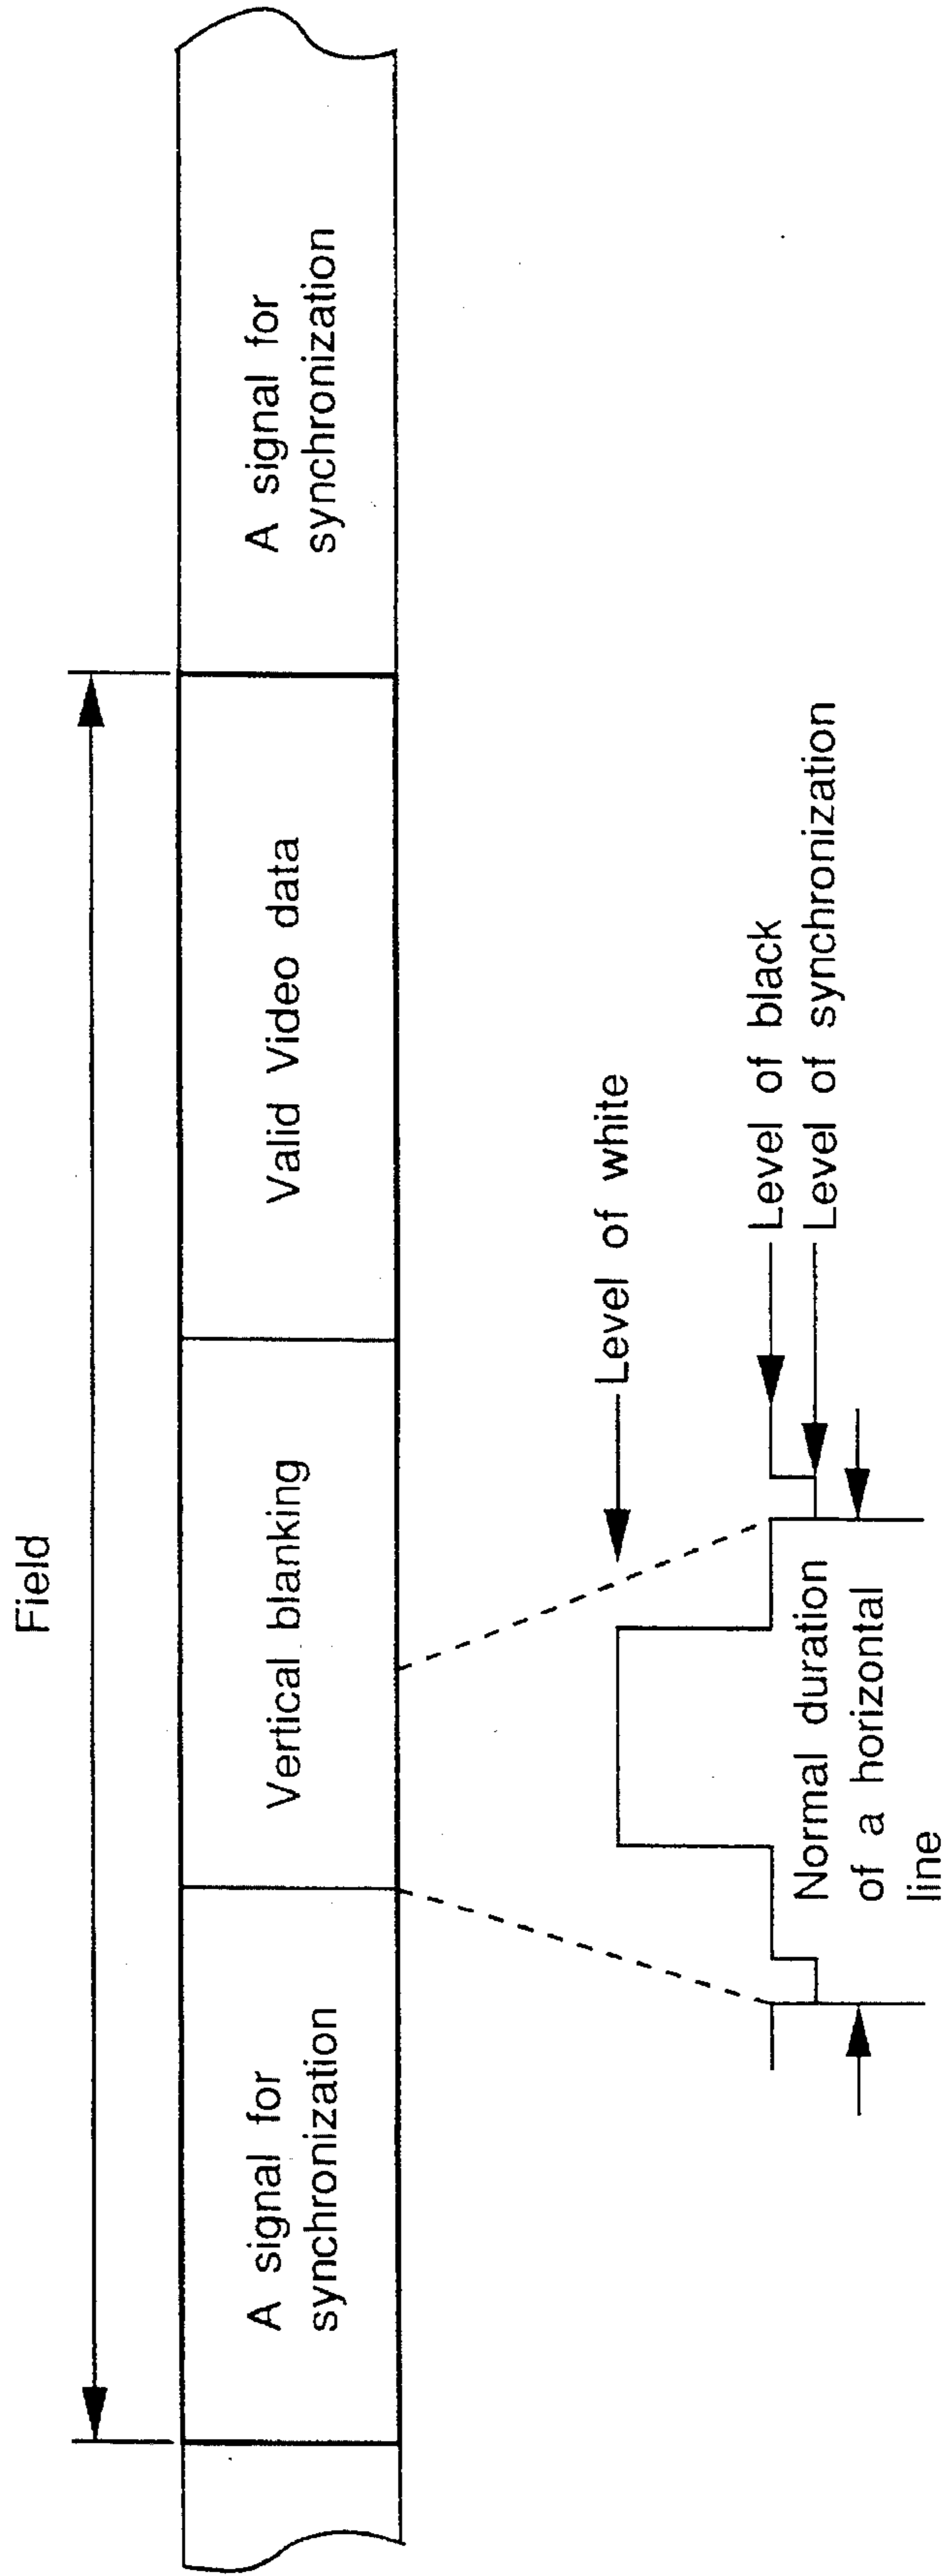 Field
A signal for
synchronization
Vertical blanking
Valid Video data
A signal for
synchronization
Level of white
Level of black
Level of synchronization
Normal duration
of a horizontal
line